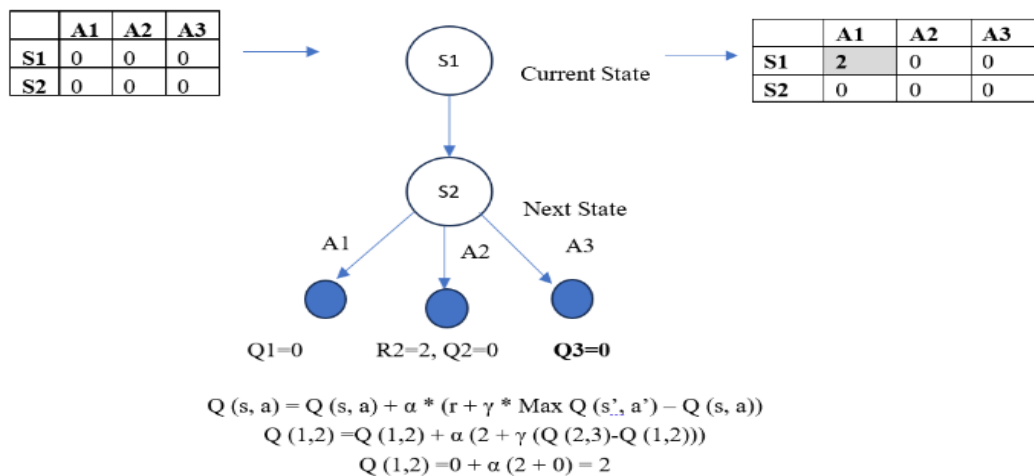 A1 A2 A3
S1 0 0 0
S2 0 0 0
S1
Current State
A1 A2 A3
S1 2 0 0
S2 0 0 0
S2
Next State
A1
A2
A3
Q1=0
R2=2, Q2=0
Q3=0
Q (s, a) = Q (s, a) + α * (r + γ * Max Q (s’, a’) – Q (s, a))
Q (1,2) =Q (1,2) + α (2 + γ (Q (2,3)-Q (1,2)))
Q (1,2) =0 + α (2 + 0) = 2